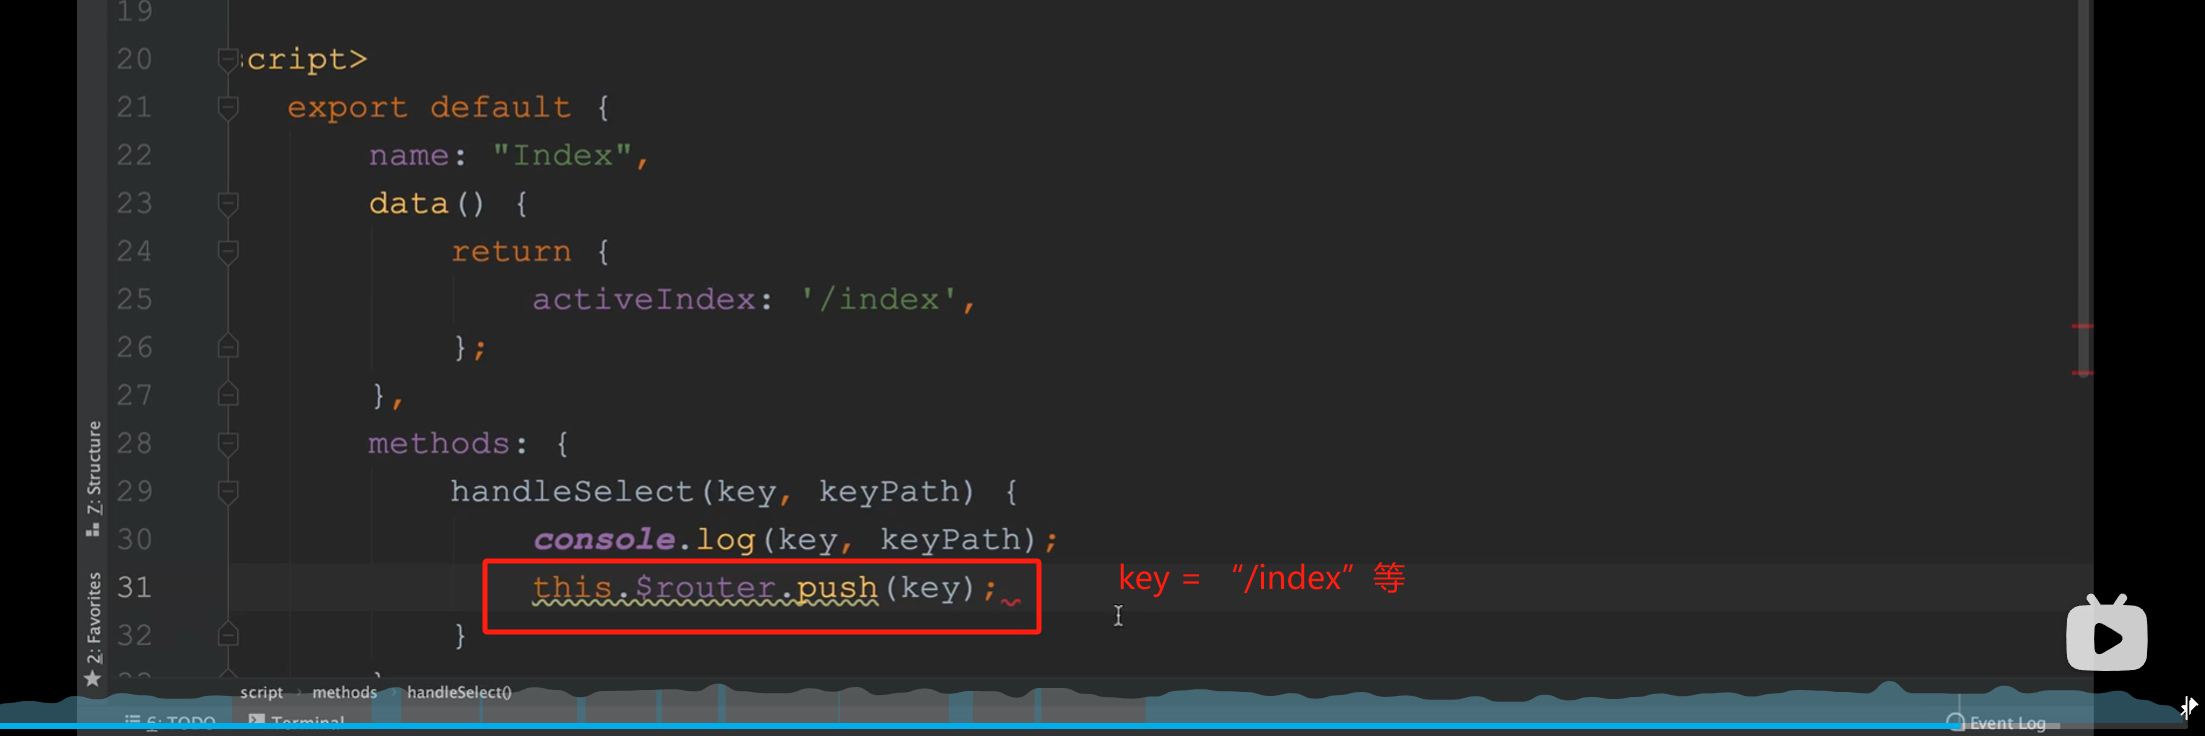 19
20 script>
21 export default {
22 name: "Index",
23 data() {
24 return {
25 activeIndex: '/index',
26 };
27 },
28 methods: {
29 handleSelect(key, keyPath) {
30 console.log(key, keyPath);
31 this.$router.push(key);
key = “/index” 等
32 }
Z: Structure
2: Favorites
script methods handleSelect()
6: TODO Terminal Event Log